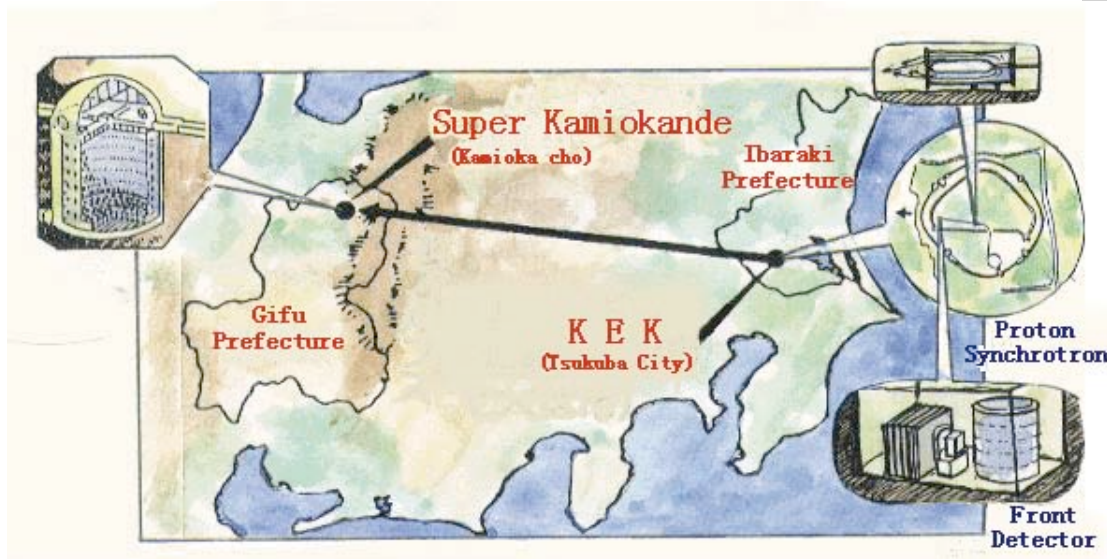 Super Kamiokande
(Kamioka cho)
Ibaraki
Prefecture
Gifu
Prefecture
K E K
(Tsukuba City)
Proton
Synchrotron
Front
Detector